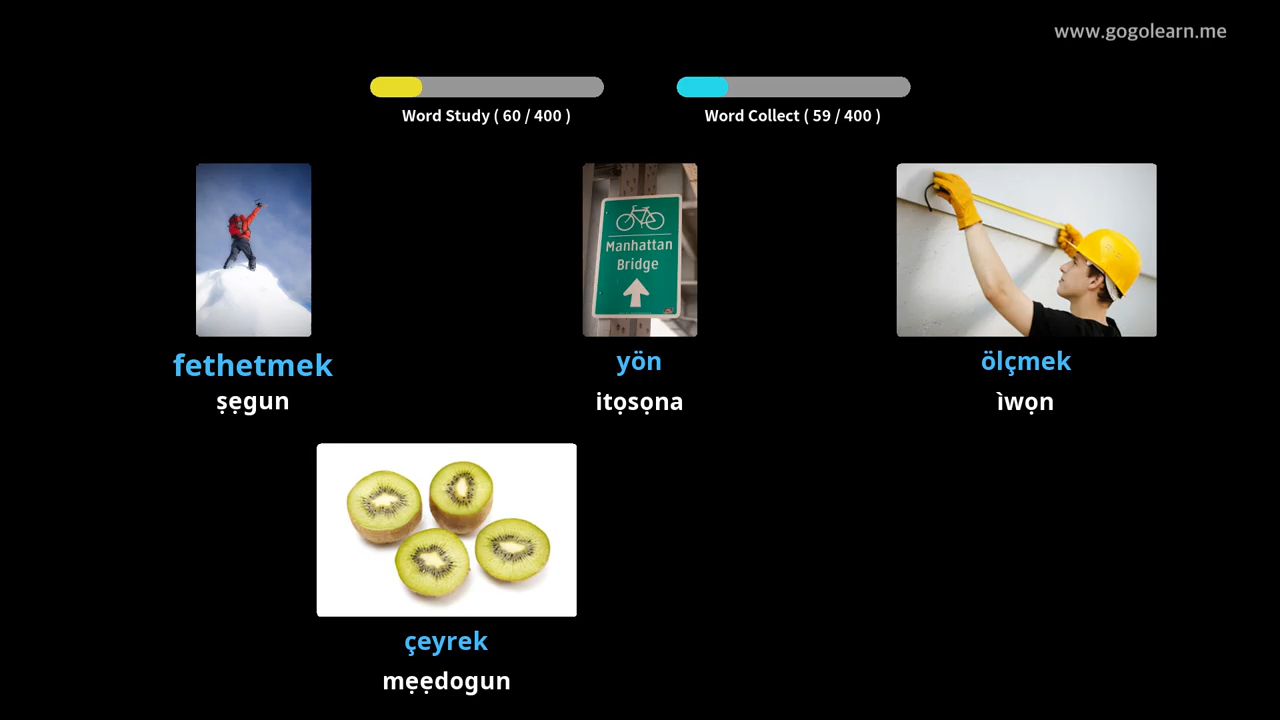 www.gogolearn.me
Word Study ( 60 / 400 )
Word Collect ( 59 / 400 )
Manhattan
Bridge
fethetmek
ṣẹgun
yön
itọsọna
ölçmek
ìwọn
çeyrek
mẹẹdogun